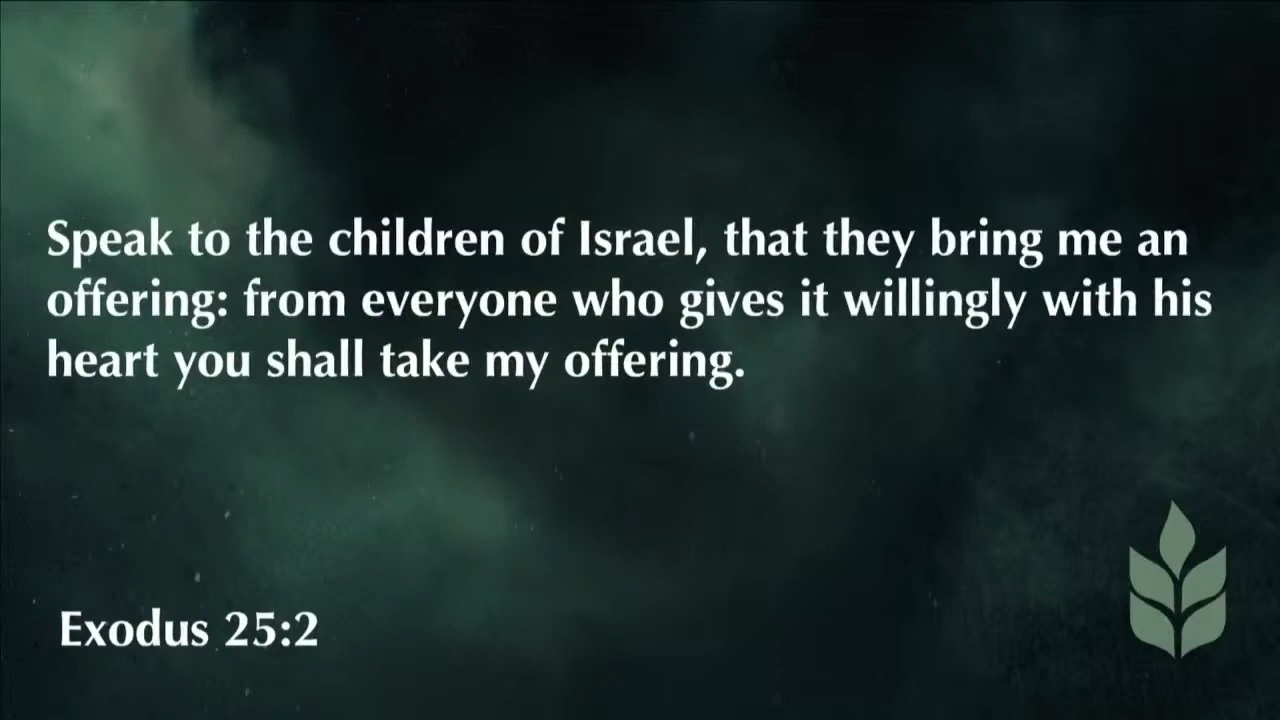 Speak to the children of Israel, that they bring me an
offering: from everyone who gives it willingly with his
heart you shall take my offering.
Exodus 25:2